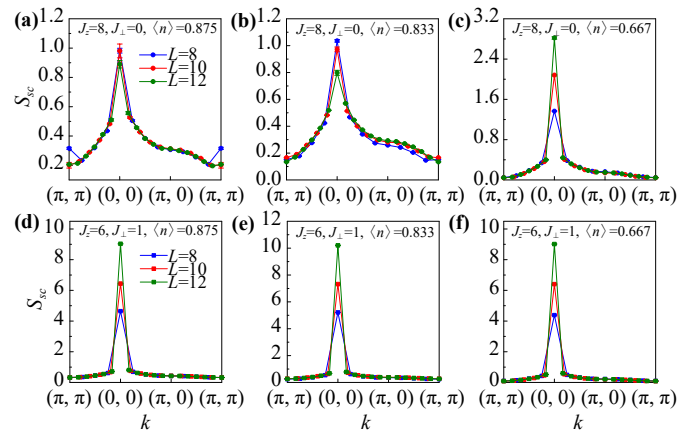 (a)
J_z=8, J_⊥=0, ⟨n⟩=0.875
L=8
L=10
L=12
S_sc
1.2
1.0
0.8
0.6
0.4
0.2
(π, π) (0, 0) (π, 0) (π, π)
(b)
J_z=8, J_⊥=0, ⟨n⟩=0.833
1.2
1.0
0.8
0.6
0.4
0.2
0.0
(π, π) (0, 0) (π, 0) (π, π)
(c)
J_z=8, J_⊥=0, ⟨n⟩=0.667
3.2
2.4
1.6
0.8
0.0
(π, π) (0, 0) (π, 0) (π, π)
(d)
J_z=6, J_⊥=1, ⟨n⟩=0.875
L=8
L=10
L=12
S_sc
10
8
6
4
2
0
(π, π) (0, 0) (π, 0) (π, π)
k
(e)
J_z=6, J_⊥=1, ⟨n⟩=0.833
12
10
8
6
4
2
0
(π, π) (0, 0) (π, 0) (π, π)
k
(f)
J_z=6, J_⊥=1, ⟨n⟩=0.667
10
8
6
4
2
0
(π, π) (0, 0) (π, 0) (π, π)
k